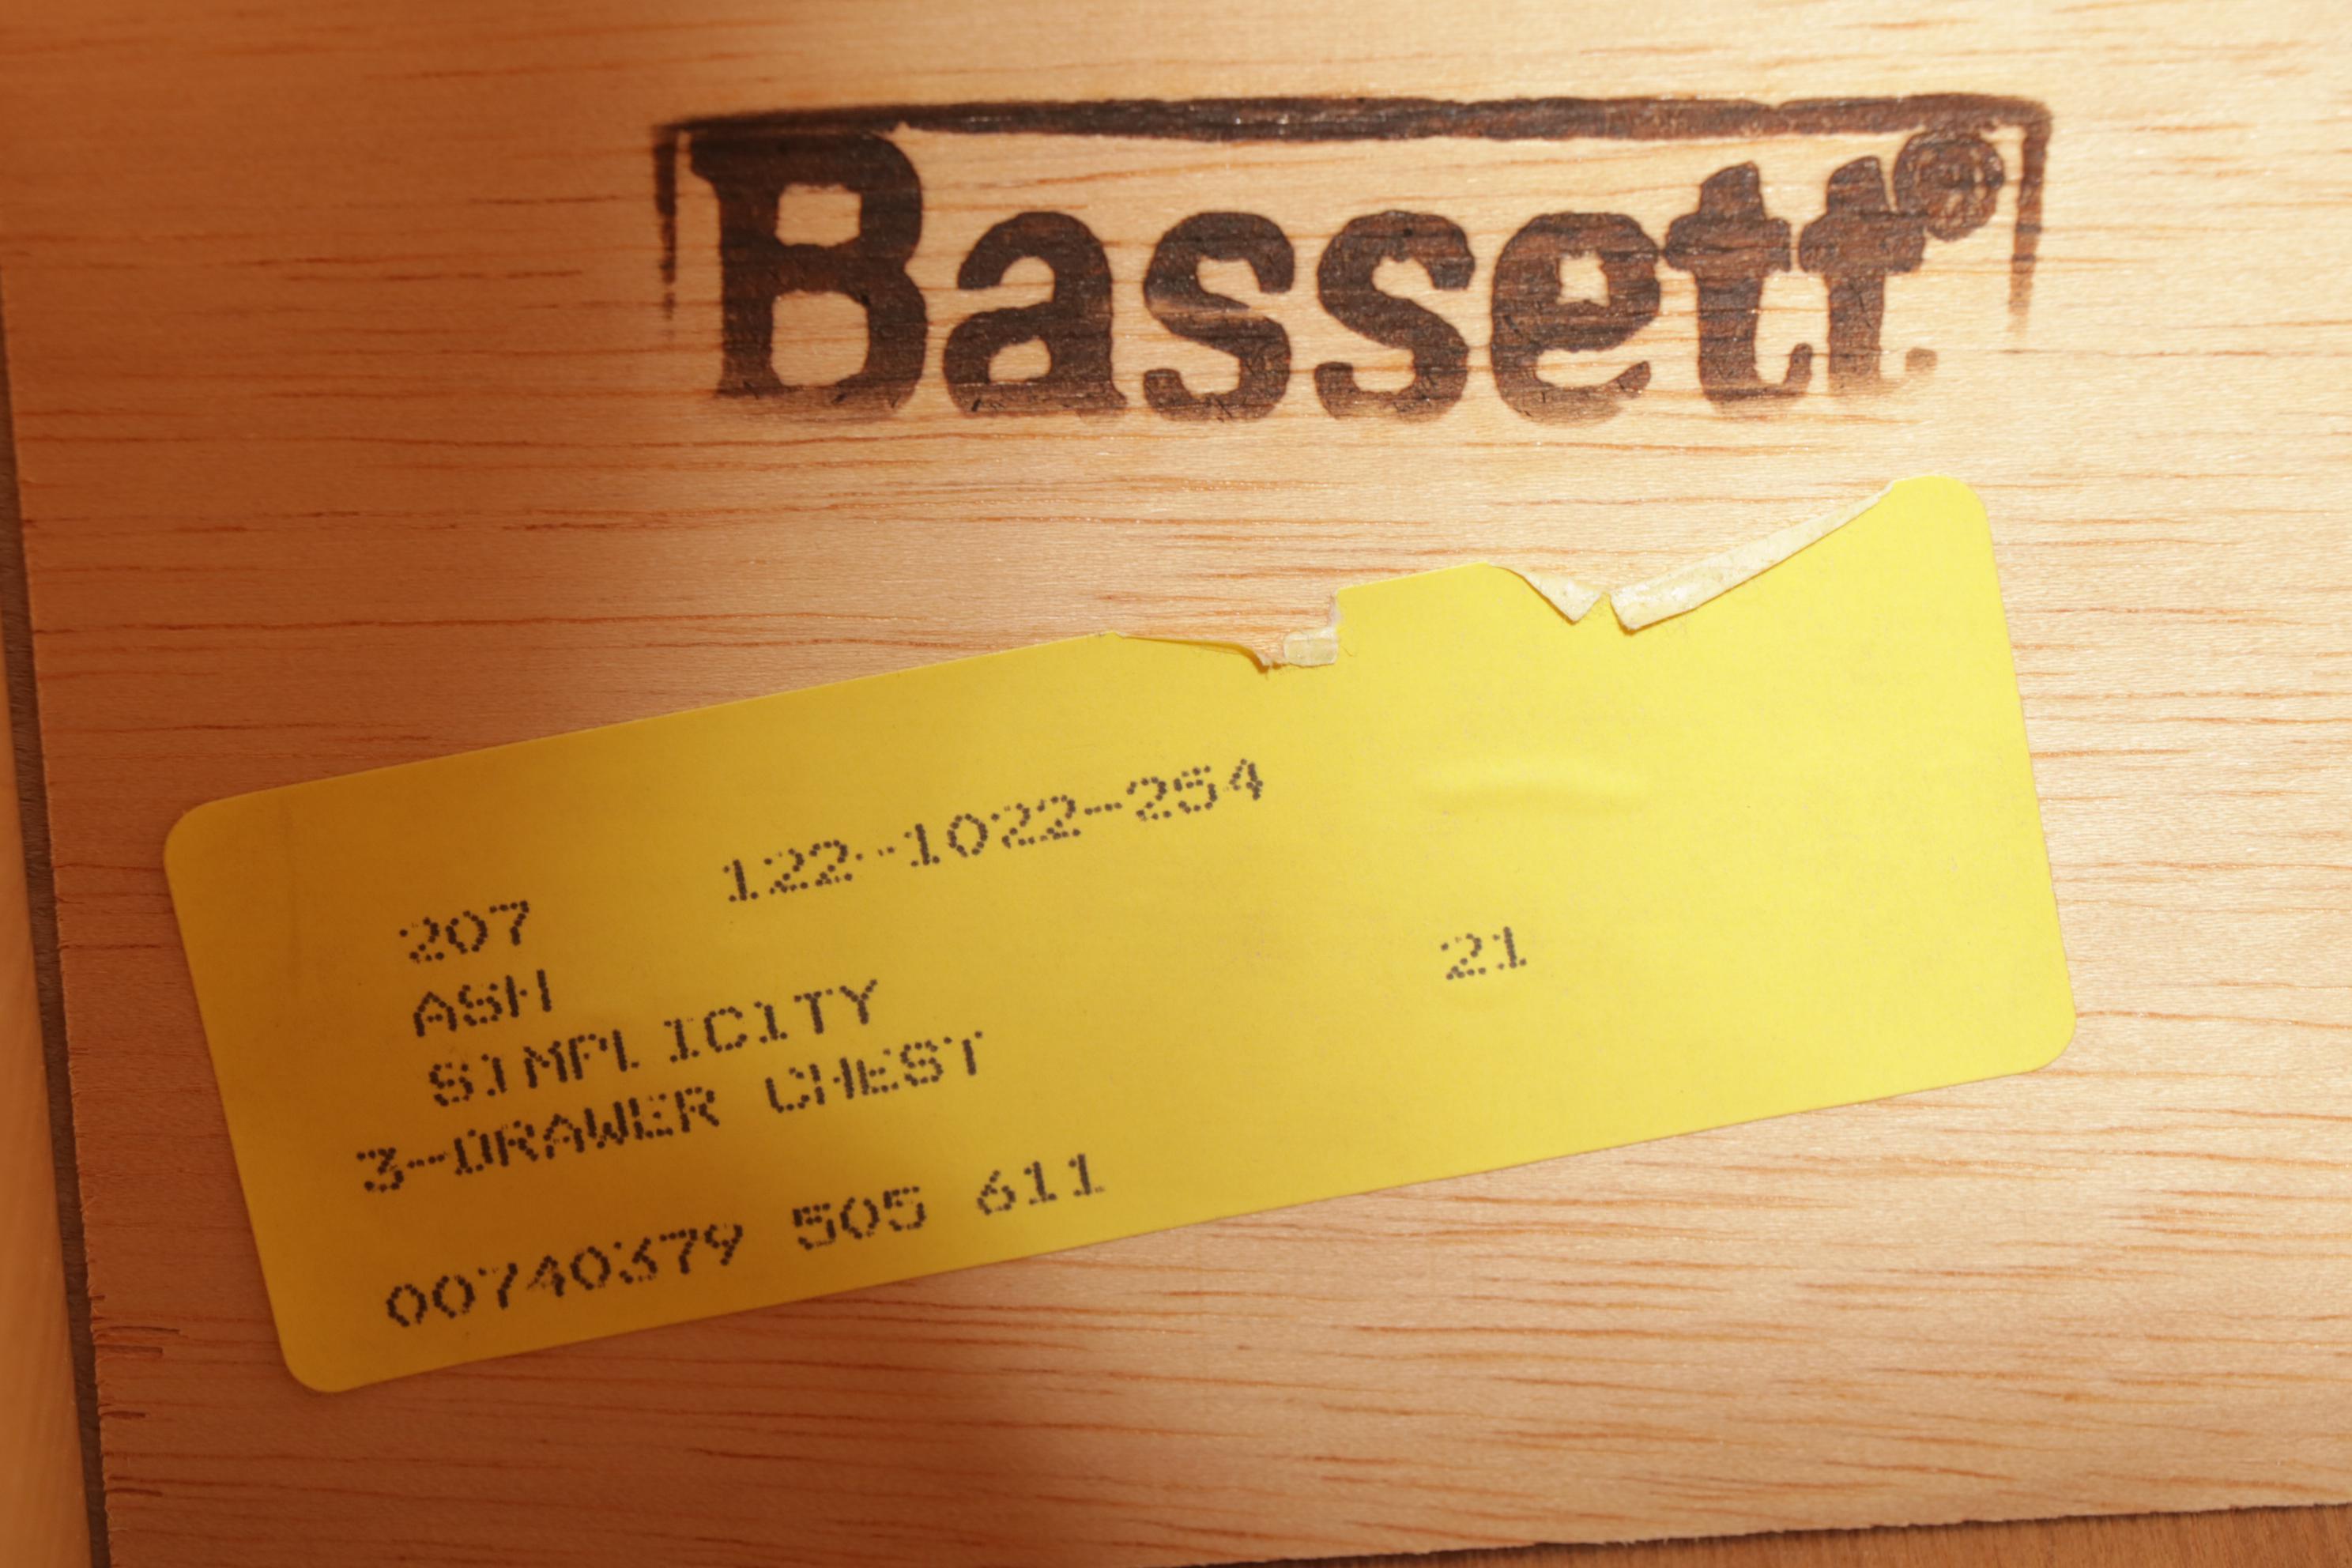 Bassett®
122-1022-254
207
ASH 21
SIMPLICITY
3-DRAWER CHEST
00740379 505 611